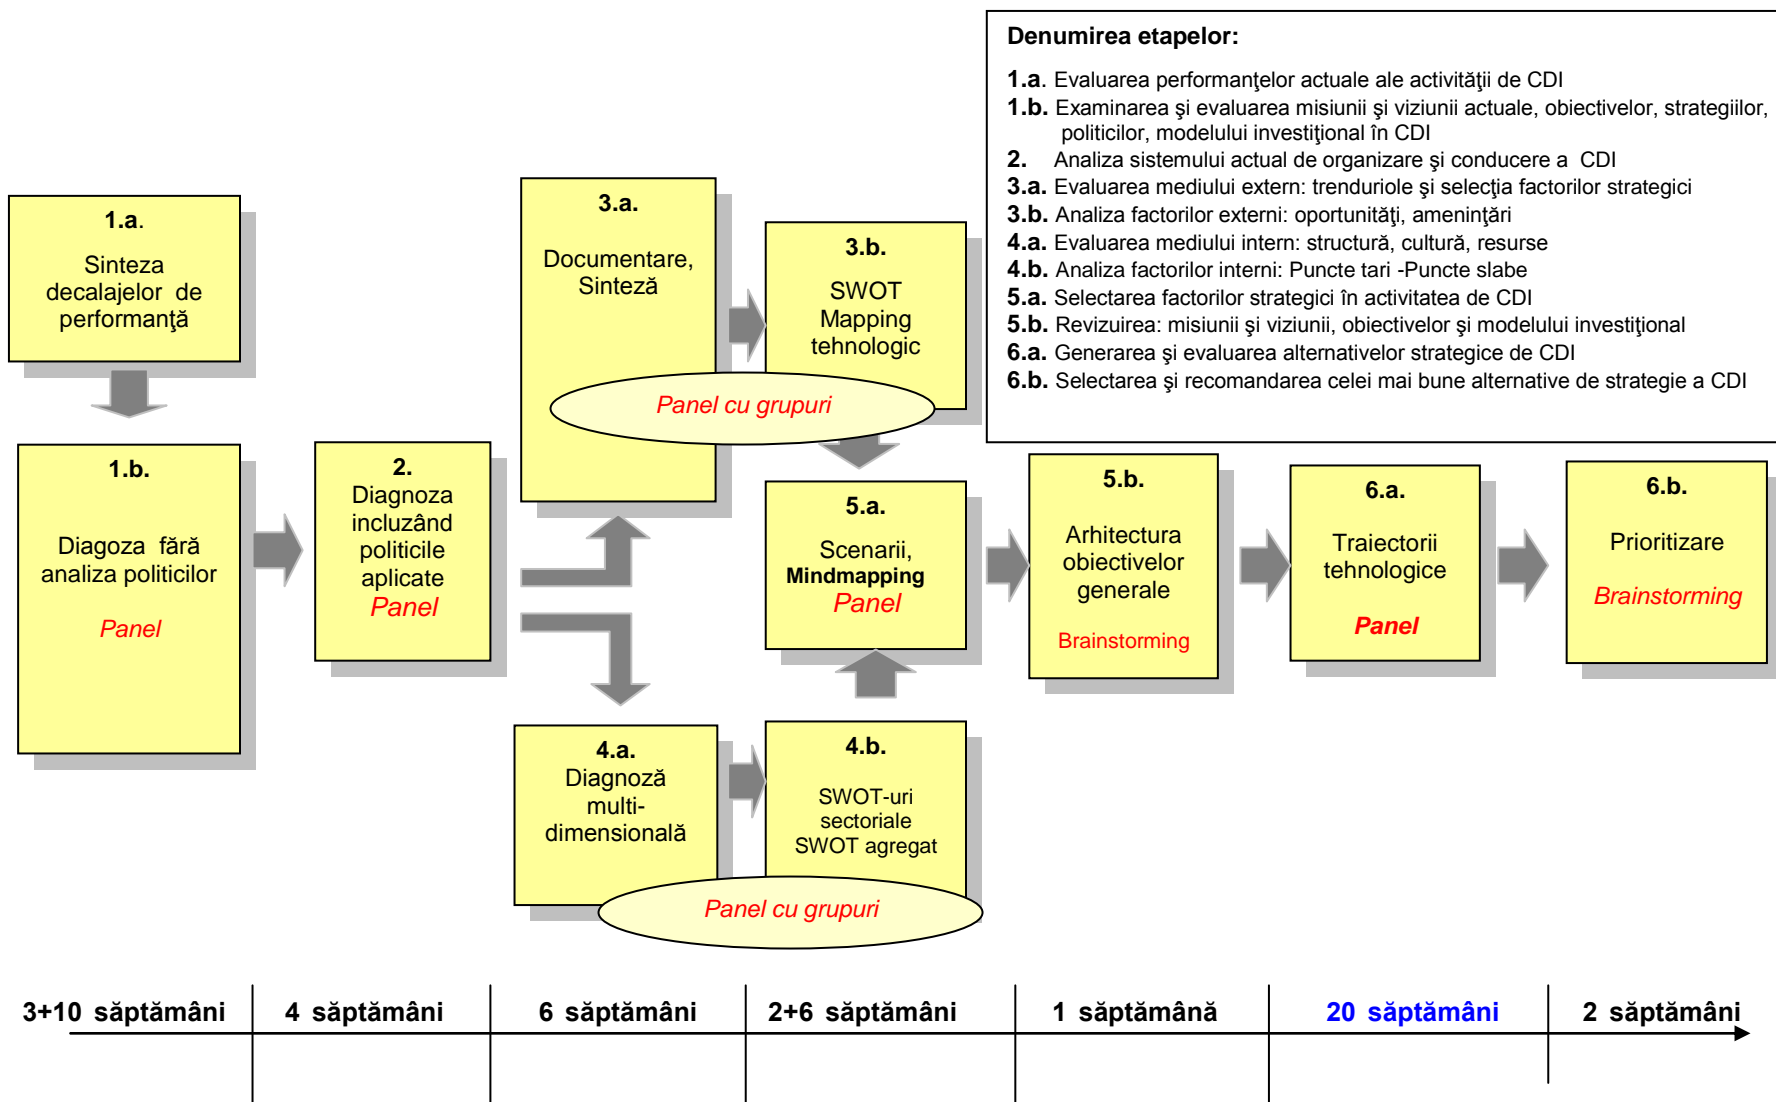 Denumirea etapelor:
1.a. Evaluarea performanţelor actuale ale activităţii de CDI
1.b. Examinarea şi evaluarea misiunii şi viziunii actuale, obiectivelor, strategiilor,
politicilor, modelului investiţional în CDI
2. Analiza sistemului actual de organizare şi conducere a CDI
3.a. Evaluarea mediului extern: trenduriole şi selecţia factorilor strategici
3.b. Analiza factorilor externi: oportunităţi, ameninţări
4.a. Evaluarea mediului intern: structură, cultură, resurse
4.b. Analiza factorilor interni: Puncte tari -Puncte slabe
5.a. Selectarea factorilor strategici în activitatea de CDI
5.b. Revizuirea: misiunii şi viziunii, obiectivelor şi modelului investiţional
6.a. Generarea şi evaluarea alternativelor strategice de CDI
6.b. Selectarea şi recomandarea celei mai bune alternative de strategie a CDI
1.a.
Sinteza
decalajelor de
performanţă
1.b.
Diagoza fără
analiza politicilor
Panel
2.
Diagnoza
incluzând
politicile
aplicate
Panel
3.a.
Documentare,
Sinteză
3.b.
SWOT
Mapping
tehnologic
Panel cu grupuri
4.a.
Diagnoză
multi-
dimensională
4.b.
SWOT-uri
sectoriale
SWOT agregat
Panel cu grupuri
5.a.
Scenarii,
Mindmapping
Panel
5.b.
Arhitectura
obiectivelor
generale
Brainstorming
6.a.
Traiectorii
tehnologice
Panel
6.b.
Prioritizare
Brainstorming
3+10 săptămâni
4 săptămâni
6 săptămâni
2+6 săptămâni
1 săptămână
20 săptămâni
2 săptămâni